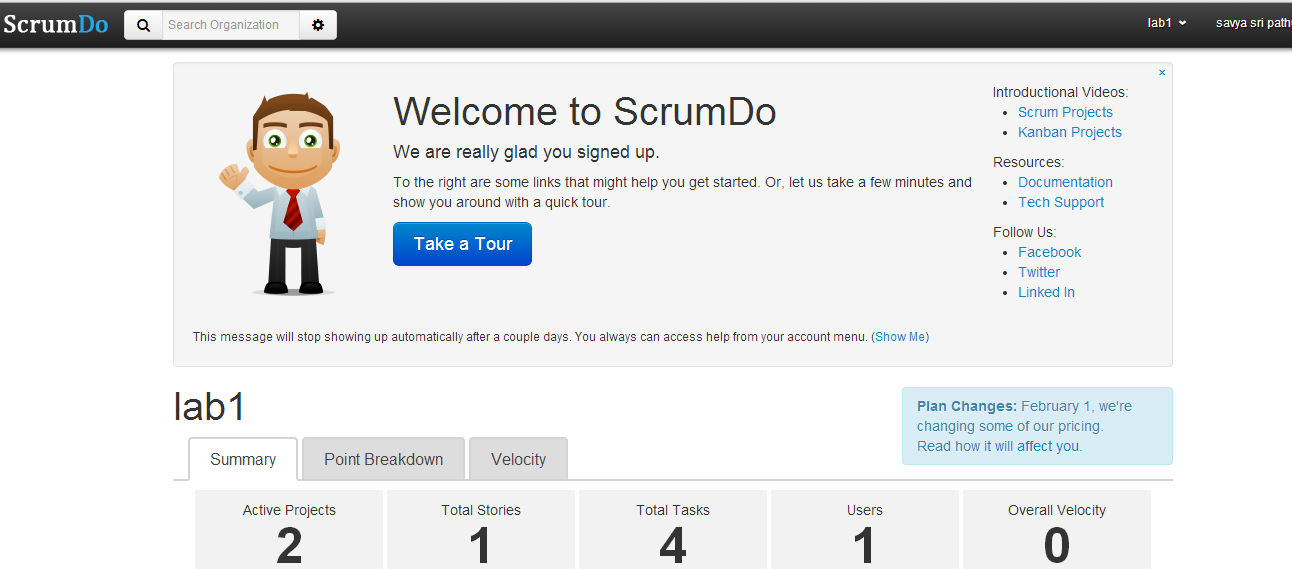 ScrumDo
Search Organization
lab1
savya sri
Welcome to ScrumDo
We are really glad you signed up.
To the right are some links that might help you get started. Or, let us take a few minutes and
show you around with a quick tour.
Take a Tour
Introductional Videos:
Scrum Projects
Kanban Projects
Resources:
Documentation
Tech Support
Follow Us:
Facebook
Twitter
Linked In
This message will stop showing up automatically after a couple days. You always can access help from your account menu. (Show Me)
lab1
Plan Changes: February 1, we're
changing some of our pricing.
Read how it will affect you.
Summary
Point Breakdown
Velocity
Active Projects
2
Total Stories
1
Total Tasks
4
Users
1
Overall Velocity
0